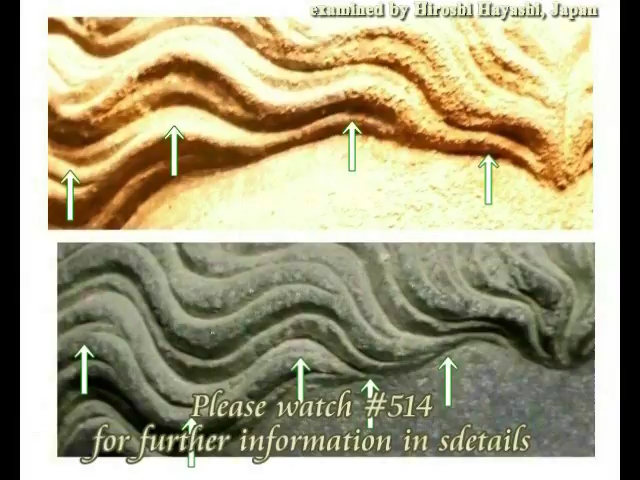 examined by Hiroshi Hayashi, Japan
Please watch #514
for further information in sdetails